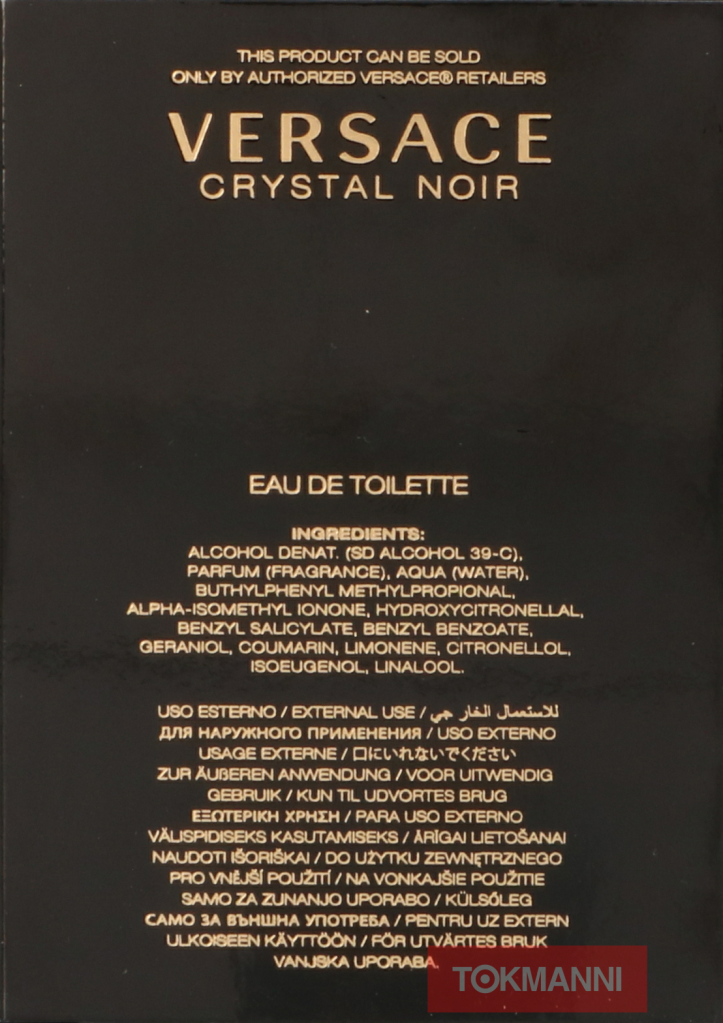 THIS PRODUCT CAN BE SOLD
ONLY BY AUTHORIZED VERSACE® RETAILERS
VERSACE
CRYSTAL NOIR
EAU DE TOILETTE
INGREDIENTS:
ALCOHOL DENAT. (SD ALCOHOL 39-C),
PARFUM (FRAGRANCE), AQUA (WATER),
BUTHYLPHENYL METHYLPROPIONAL,
ALPHA-ISOMETHYL IONONE, HYDROXYCITRONELLAL,
BENZYL SALICYLATE, BENZYL BENZOATE,
GERANIOL, COUMARIN, LIMONENE, CITRONELLOL,
ISOEUGENOL, LINALOOL.
USO ESTERNO / EXTERNAL USE / للاستعمال الخارجي
ДЛЯ НАРУЖНОГО ПРИМЕНЕНИЯ / USO EXTERNO
USAGE EXTERNE / 口にいれないでください
ZUR ÄUßEREN ANWENDUNG / VOOR UITWENDIG
GEBRUIK / KUN TIL UDVORTES BRUG
ΕΞΩΤΕΡΙΚΗ ΧΡΗΣΗ / PARA USO EXTERNO
VÄLISPIDISEKS KASUTAMISEKS / ĀRĪGAI LIETOŠANAI
NAUDOTI IŠORIŠKAI / DO UŻYTKU ZEWNĘTRZNEGO
PRO VNĚJŠÍ POUŽITÍ / NA VONKAJŠIE POUŽITIE
SAMO ZA ZUNANJO UPORABO / KÜLSŐLEG
САМО ЗА ВЪНШНА УПОТРЕБА / PENTRU UZ EXTERN
ULKOISEEN KÄYTTÖÖN / FÖR UTVÄRTES BRUK
VANJSKA UPORABA.
TOKMANNI